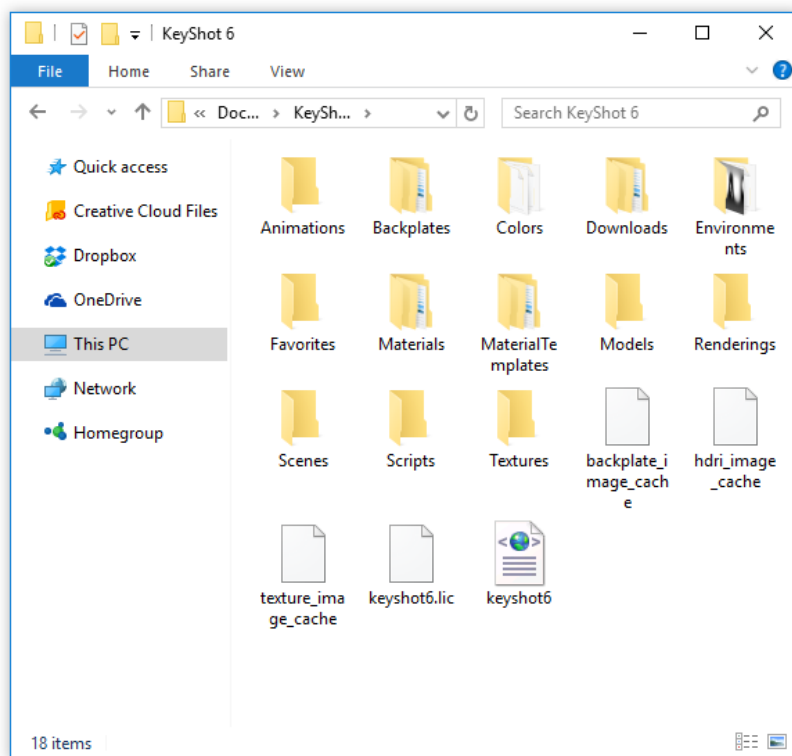 KeyShot 6
File Home Share View
« Doc... > KeySh... > Search KeyShot 6
Quick access
Creative Cloud Files
Dropbox
OneDrive
This PC
Network
Homegroup
Animations Backplates Colors Downloads Environme
nts
Favorites Materials MaterialTe Models Renderings
mplates
Scenes Scripts Textures backplate_i hdri_image
mage_cach _cache
e
texture_ima keyshot6.lic keyshot6
ge_cache
18 items